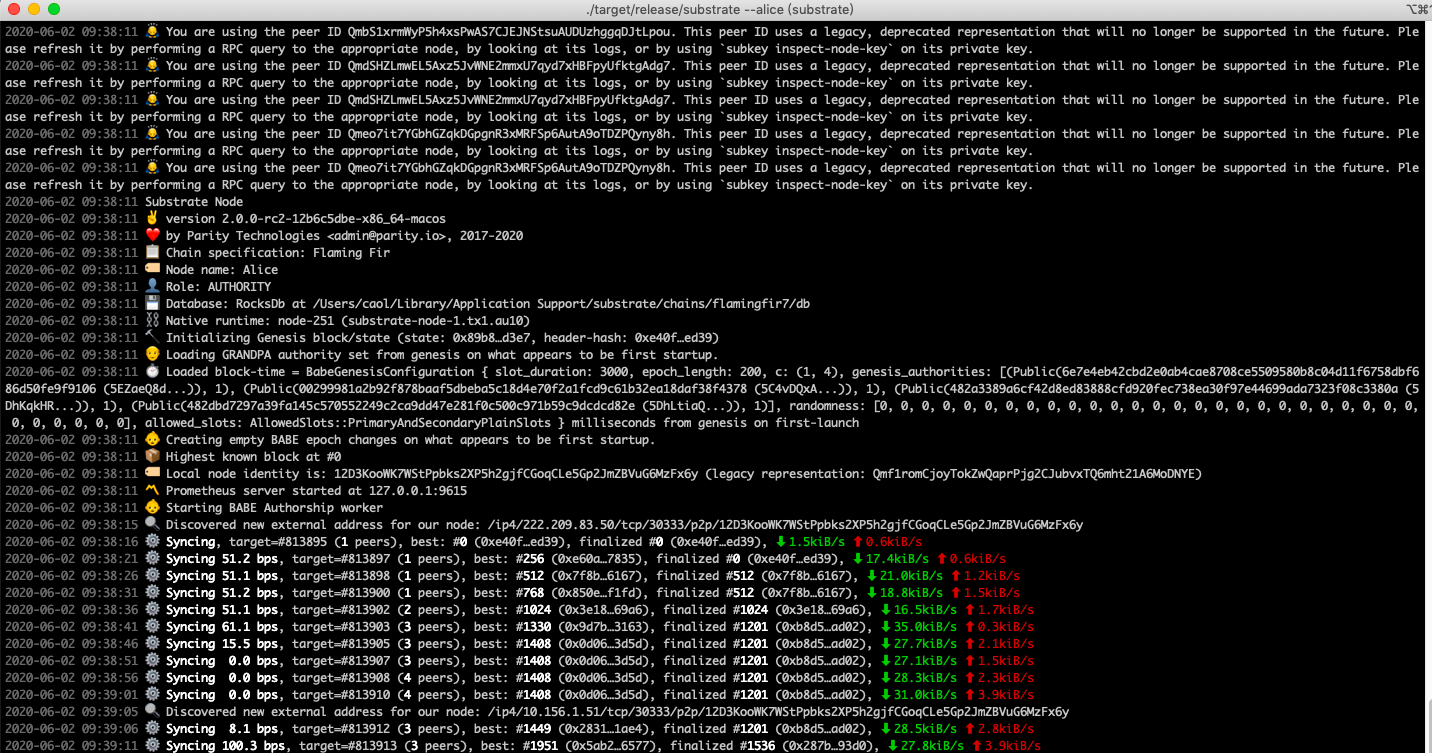 ./target/release/substrate --alice (substrate)
2020-06-02 09:38:11 🙇 You are using the peer ID QmbS1xrmWyP5h4xsPwAS7CJEJNStsuAUDUzhggqDJtLpou. This peer ID uses a legacy, deprecated representation that will no longer be supported in the future. Ple
ase refresh it by performing a RPC query to the appropriate node, by looking at its logs, or by using `subkey inspect-node-key` on its private key.
2020-06-02 09:38:11 🙇 You are using the peer ID QmdSHZLmwEL5Axz5JvWNE2mmxU7qyd7xHBFpyUfktgAdg7. This peer ID uses a legacy, deprecated representation that will no longer be supported in the future. Ple
ase refresh it by performing a RPC query to the appropriate node, by looking at its logs, or by using `subkey inspect-node-key` on its private key.
2020-06-02 09:38:11 🙇 You are using the peer ID QmdSHZLmwEL5Axz5JvWNE2mmxU7qyd7xHBFpyUfktgAdg7. This peer ID uses a legacy, deprecated representation that will no longer be supported in the future. Ple
ase refresh it by performing a RPC query to the appropriate node, by looking at its logs, or by using `subkey inspect-node-key` on its private key.
2020-06-02 09:38:11 🙇 You are using the peer ID Qmeo7it7YGbhGZqkDGpgnR3xMRFSp6AutA9oTDZPQyny8h. This peer ID uses a legacy, deprecated representation that will no longer be supported in the future. Ple
ase refresh it by performing a RPC query to the appropriate node, by looking at its logs, or by using `subkey inspect-node-key` on its private key.
2020-06-02 09:38:11 🙇 You are using the peer ID Qmeo7it7YGbhGZqkDGpgnR3xMRFSp6AutA9oTDZPQyny8h. This peer ID uses a legacy, deprecated representation that will no longer be supported in the future. Ple
ase refresh it by performing a RPC query to the appropriate node, by looking at its logs, or by using `subkey inspect-node-key` on its private key.
2020-06-02 09:38:11 Substrate Node
2020-06-02 09:38:11 ✌️ version 2.0.0-rc2-12b6c5dbe-x86_64-macos
2020-06-02 09:38:11 ❤️ by Parity Technologies <admin@parity.io>, 2017-2020
2020-06-02 09:38:11 📋 Chain specification: Flaming Fir
2020-06-02 09:38:11 🏷 Node name: Alice
2020-06-02 09:38:11 👤 Role: AUTHORITY
2020-06-02 09:38:11 💾 Database: RocksDb at /Users/caol/Library/Application Support/substrate/chains/flamingfir7/db
2020-06-02 09:38:11 ⛓ Native runtime: node-251 (substrate-node-1.tx1.au10)
2020-06-02 09:38:11 🔨 Initializing Genesis block/state (state: 0x89b8…d3e7, header-hash: 0xe40f…ed39)
2020-06-02 09:38:11 👴 Loading GRANDPA authority set from genesis on what appears to be first startup.
2020-06-02 09:38:11 ⏱ Loaded block-time = BabeGenesisConfiguration { slot_duration: 3000, epoch_length: 200, c: (1, 4), genesis_authorities: [(Public(6e7e4eb42cbd2e0ab4cae8708ce5509580b8c04d11f6758dbf6
86d50fe9f9106 (5EZaeQ8d...)), 1), (Public(00299981a2b92f878baaf5dbeba5c18d4e70f2a1fcd9c61b32ea18daf38f4378 (5C4vDQxA...)), 1), (Public(482a3389a6cf42d8ed83888cfd920fec738ea30f97e44699ada7323f08c3380a (5
DhKqkHR...)), 1), (Public(482dbd7297a39fa145c570552249c2ca9dd47e281f0c500c971b59c9dcdcd82e (5DhLtiaQ...)), 1)], randomness: [0, 0, 0, 0, 0, 0, 0, 0, 0, 0, 0, 0, 0, 0, 0, 0, 0, 0, 0, 0, 0, 0, 0, 0, 0, 0,
0, 0, 0, 0, 0, 0], allowed_slots: AllowedSlots::PrimaryAndSecondaryPlainSlots } milliseconds from genesis on first-launch
2020-06-02 09:38:11 👶 Creating empty BABE epoch changes on what appears to be first startup.
2020-06-02 09:38:11 📦 Highest known block at #0
2020-06-02 09:38:11 🏷 Local node identity is: 12D3KooWK7WStPpbks2XP5h2gjfCGoqCLe5Gp2JmZBVuG6MzFx6y (legacy representation: Qmf1romCjoyTokZwQaprPjg2CJubvxTQ6mht21A6MoDNYE)
2020-06-02 09:38:11 〽️ Prometheus server started at 127.0.0.1:9615
2020-06-02 09:38:11 👶 Starting BABE Authorship worker
2020-06-02 09:38:15 🔍 Discovered new external address for our node: /ip4/222.209.83.50/tcp/30333/p2p/12D3KooWK7WStPpbks2XP5h2gjfCGoqCLe5Gp2JmZBVuG6MzFx6y
2020-06-02 09:38:16 ⚙️ Syncing, target=#813895 (1 peers), best: #0 (0xe40f…ed39), finalized #0 (0xe40f…ed39), ⬇ 1.5kiB/s ⬆ 0.6kiB/s
2020-06-02 09:38:21 ⚙️ Syncing 51.2 bps, target=#813897 (1 peers), best: #256 (0xe60a…7835), finalized #0 (0xe40f…ed39), ⬇ 17.4kiB/s ⬆ 0.6kiB/s
2020-06-02 09:38:26 ⚙️ Syncing 51.1 bps, target=#813898 (1 peers), best: #512 (0x7f8b…6167), finalized #512 (0x7f8b…6167), ⬇ 21.0kiB/s ⬆ 1.2kiB/s
2020-06-02 09:38:31 ⚙️ Syncing 51.2 bps, target=#813900 (1 peers), best: #768 (0x850e…f1fd), finalized #512 (0x7f8b…6167), ⬇ 18.8kiB/s ⬆ 1.5kiB/s
2020-06-02 09:38:36 ⚙️ Syncing 51.1 bps, target=#813902 (2 peers), best: #1024 (0x3e18…69a6), finalized #1024 (0x3e18…69a6), ⬇ 16.5kiB/s ⬆ 1.7kiB/s
2020-06-02 09:38:41 ⚙️ Syncing 61.1 bps, target=#813903 (3 peers), best: #1330 (0x9d7b…3163), finalized #1201 (0xb8d5…ad02), ⬇ 35.0kiB/s ⬆ 0.3kiB/s
2020-06-02 09:38:46 ⚙️ Syncing 15.5 bps, target=#813905 (3 peers), best: #1408 (0x0d06…3d5d), finalized #1201 (0xb8d5…ad02), ⬇ 27.7kiB/s ⬆ 2.1kiB/s
2020-06-02 09:38:51 ⚙️ Syncing  0.0 bps, target=#813907 (3 peers), best: #1408 (0x0d06…3d5d), finalized #1201 (0xb8d5…ad02), ⬇ 27.1kiB/s ⬆ 1.5kiB/s
2020-06-02 09:38:56 ⚙️ Syncing  0.0 bps, target=#813908 (4 peers), best: #1408 (0x0d06…3d5d), finalized #1201 (0xb8d5…ad02), ⬇ 28.3kiB/s ⬆ 2.3kiB/s
2020-06-02 09:39:01 ⚙️ Syncing  0.0 bps, target=#813910 (4 peers), best: #1408 (0x0d06…3d5d), finalized #1201 (0xb8d5…ad02), ⬇ 31.0kiB/s ⬆ 3.9kiB/s
2020-06-02 09:39:05 🔍 Discovered new external address for our node: /ip4/10.156.1.51/tcp/30333/p2p/12D3KooWK7WStPpbks2XP5h2gjfCGoqCLe5Gp2JmZBVuG6MzFx6y
2020-06-02 09:39:06 ⚙️ Syncing  8.1 bps, target=#813912 (3 peers), best: #1449 (0x2831…1ae4), finalized #1201 (0xb8d5…ad02), ⬇ 28.5kiB/s ⬆ 2.8kiB/s
2020-06-02 09:39:11 ⚙️ Syncing 100.3 bps, target=#813913 (3 peers), best: #1951 (0x5ab2…6577), finalized #1536 (0x287b…93d0), ⬇ 27.8kiB/s ⬆ 3.9kiB/s